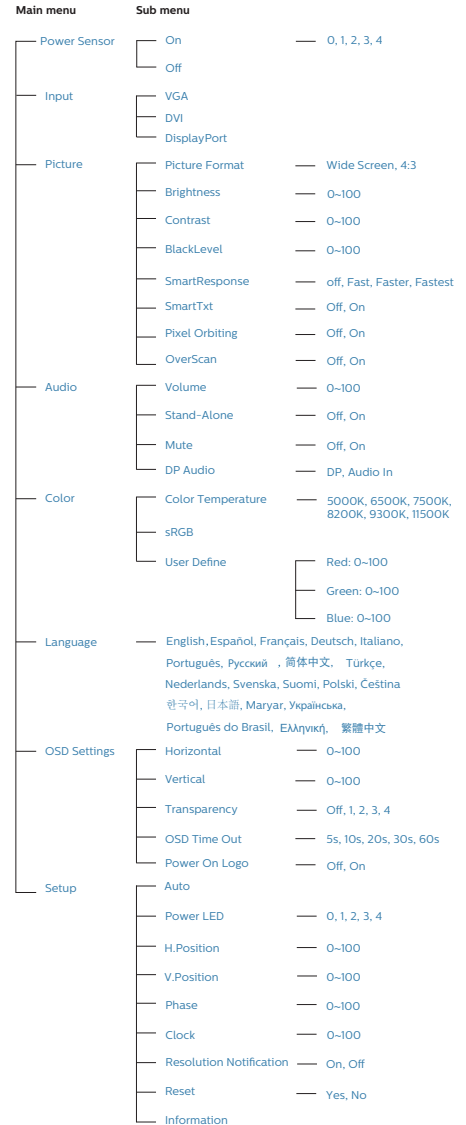 Main menu Sub menu
Power Sensor On 0, 1, 2, 3, 4
Off
Input VGA
DVI
DisplayPort
Picture Picture Format Wide Screen, 4:3
Brightness 0~100
Contrast 0~100
BlackLevel 0~100
SmartResponse off, Fast, Faster, Fastest
SmartTxt Off, On
Pixel Orbiting Off, On
OverScan Off, On
Audio Volume 0~100
Stand-Alone Off, On
Mute Off, On
DP Audio DP, Audio In
Color Color Temperature 5000K, 6500K, 7500K,
8200K, 9300K, 11500K
sRGB
User Define Red: 0~100
Green: 0~100
Blue: 0~100
Language English, Español, Français, Deutsch, Italiano,
Português, Русский , 简体中文, Türkçe,
Nederlands, Svenska, Suomi, Polski, Čeština
한국어, 日本語, Maryar, Українська,
Português do Brasil, Ελληνική, 繁體中文
OSD Settings Horizontal 0~100
Vertical 0~100
Transparency Off, 1, 2, 3, 4
OSD Time Out 5s, 10s, 20s, 30s, 60s
Power On Logo Off, On
Setup Auto
Power LED 0, 1, 2, 3, 4
H.Position 0~100
V.Position 0~100
Phase 0~100
Clock 0~100
Resolution Notification On, Off
Reset Yes, No
Information